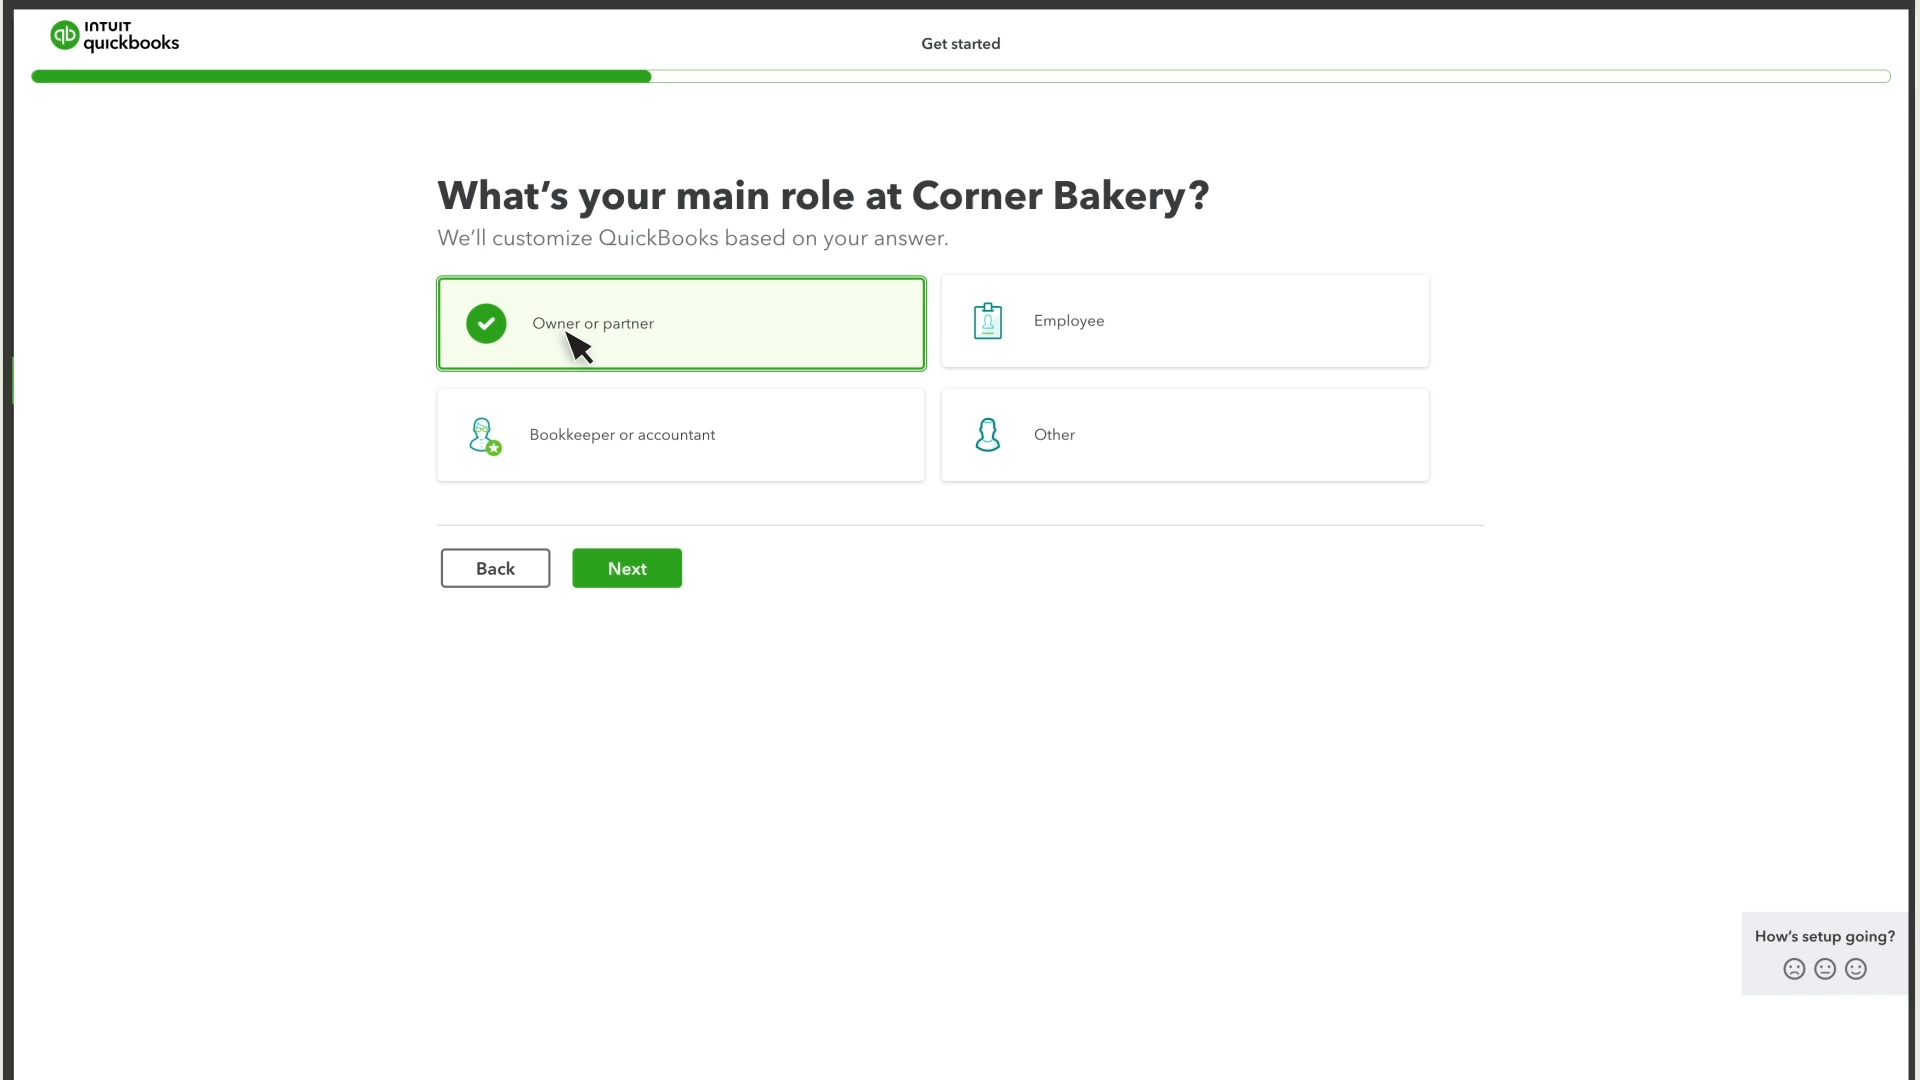 INTUIT
quickbooks
Get started
What's your main role at Corner Bakery?
We'll customize QuickBooks based on your answer.
Owner or partner
Employee
Bookkeeper or accountant
Other
Back
Next
How's setup going?